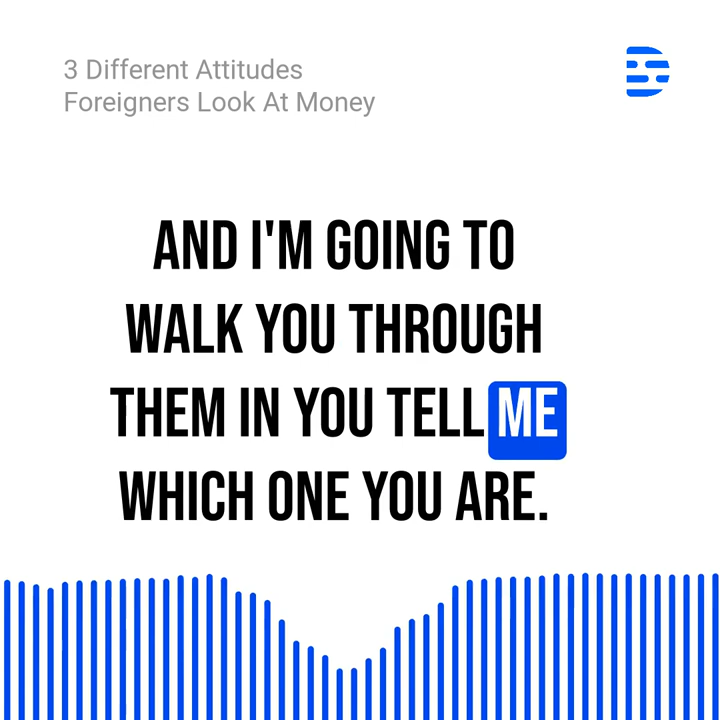 3 Different Attitudes
Foreigners Look At Money
AND I'M GOING TO
WALK YOU THROUGH
THEM IN YOU TELL ME
WHICH ONE YOU ARE.